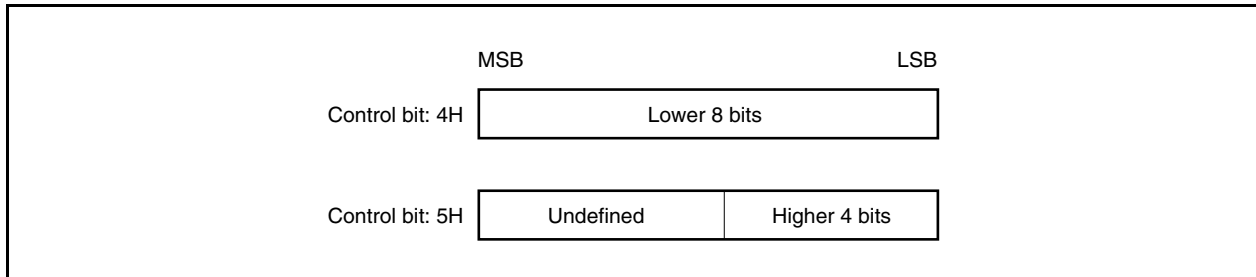 MSB LSB
Control bit: 4H Lower 8 bits
Control bit: 5H Undefined Higher 4 bits